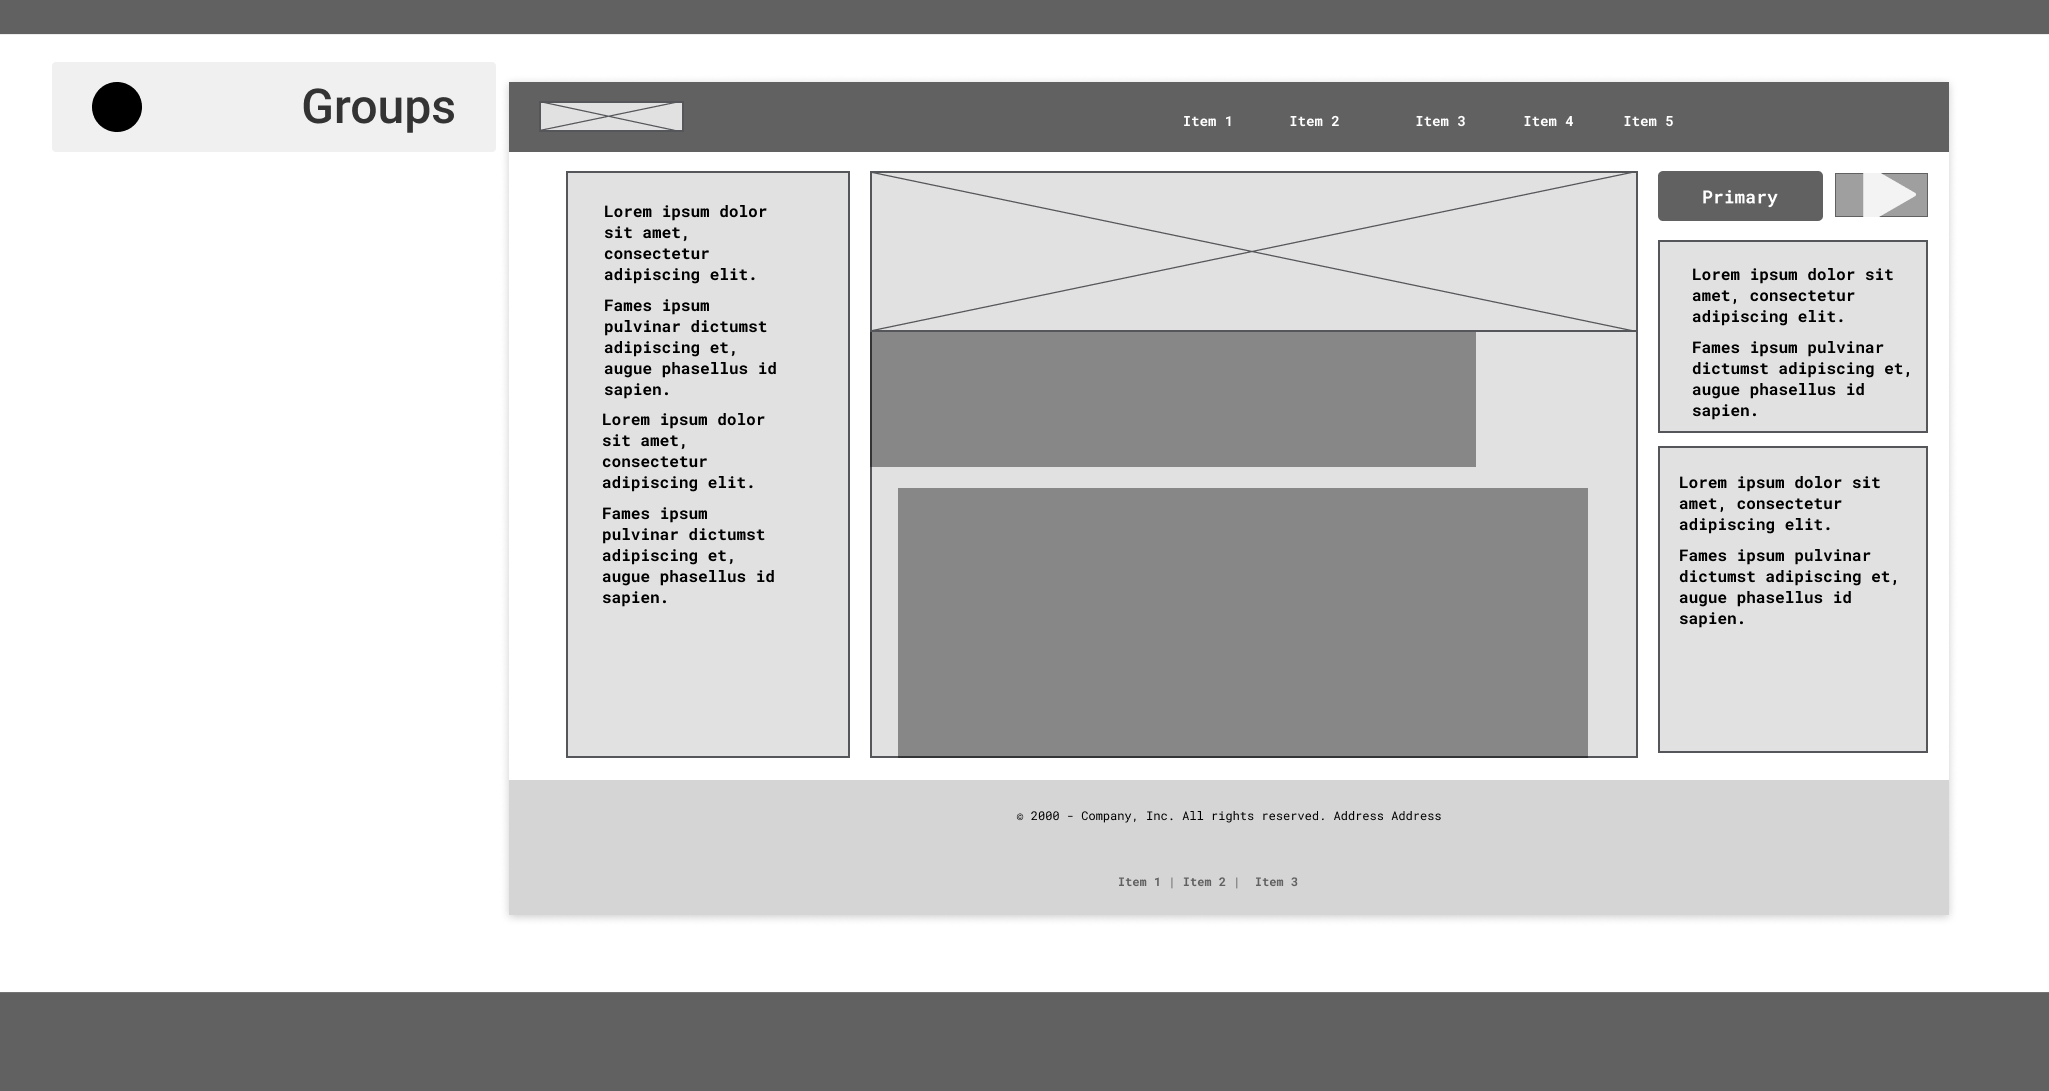 Groups
Item 1 Item 2 Item 3 Item 4 Item 5
Lorem ipsum dolor
sit amet,
consectetur
adipiscing elit.
Fames ipsum
pulvinar dictumst
adipiscing et,
augue phasellus id
sapien.
Lorem ipsum dolor
sit amet,
consectetur
adipiscing elit.
Fames ipsum
pulvinar dictumst
adipiscing et,
augue phasellus id
sapien.
Primary
Lorem ipsum dolor sit
amet, consectetur
adipiscing elit.
Fames ipsum pulvinar
dictumst adipiscing et,
augue phasellus id
sapien.
Lorem ipsum dolor sit
amet, consectetur
adipiscing elit.
Fames ipsum pulvinar
dictumst adipiscing et,
augue phasellus id
sapien.
© 2000 - Company, Inc. All rights reserved. Address Address
Item 1 | Item 2 | Item 3